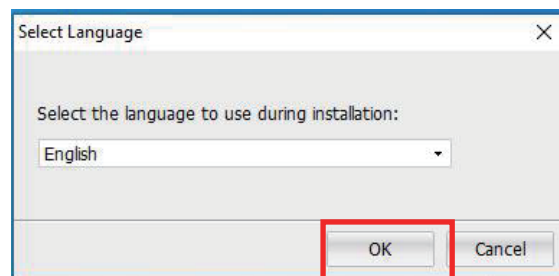 Select Language
Select the language to use during installation:
English
OK
Cancel